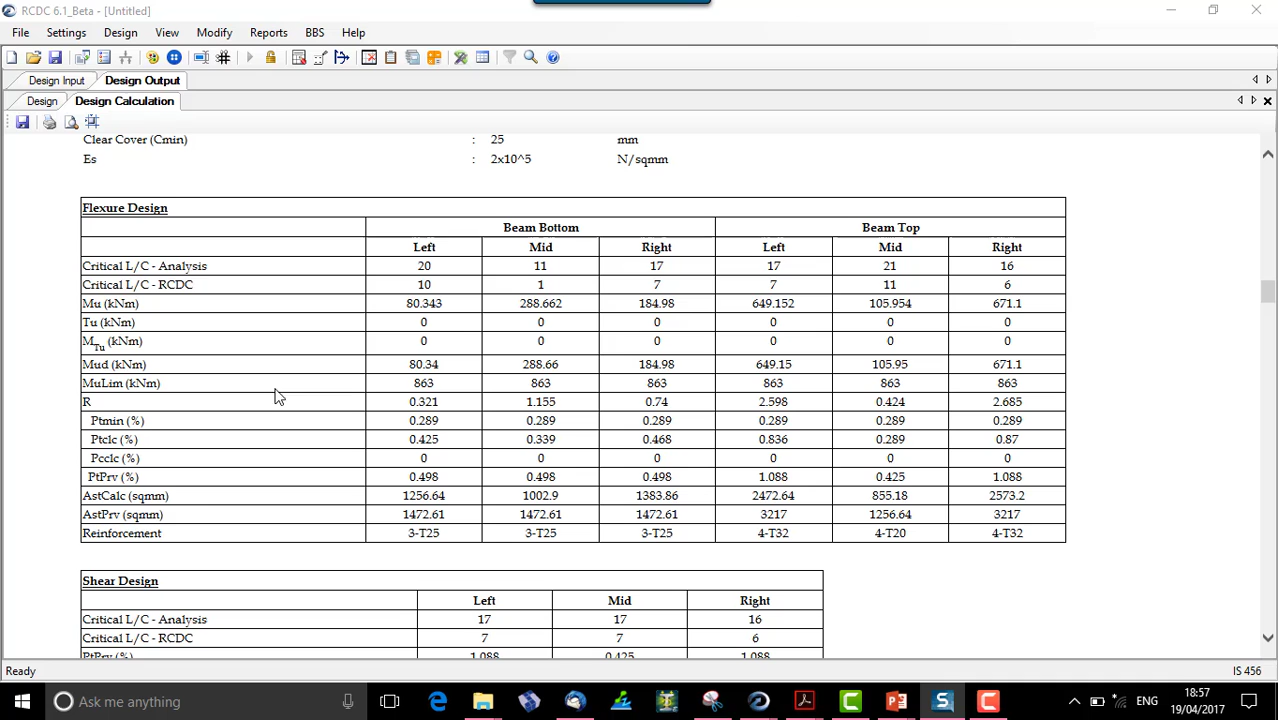 RCDC 6.1_Beta - [Untitled]
File Settings Design View Modify Reports BBS Help
Design Input Design Output
Design Design Calculation
Clear Cover (Cmin) : 25 mm
Es : 2x10^5 N/sqmm
Flexure Design
Beam Bottom Beam Top
Left Mid Right Left Mid Right
Critical L/C - Analysis 20 11 17 17 21 16
Critical L/C - RCDC 10 1 7 7 11 6
Mu (kNm) 80.343 288.662 184.98 649.152 105.954 671.1
Tu (kNm) 0 0 0 0 0 0
MTu (kNm) 0 0 0 0 0 0
Mud (kNm) 80.34 288.66 184.98 649.15 105.95 671.1
MuLim (kNm) 863 863 863 863 863 863
R 0.321 1.155 0.74 2.598 0.424 2.685
Ptmin (%) 0.289 0.289 0.289 0.289 0.289 0.289
Ptclc (%) 0.425 0.339 0.468 0.836 0.289 0.87
Pcclc (%) 0 0 0 0 0 0
PtPrv (%) 0.498 0.498 0.498 1.088 0.425 1.088
AstCalc (sqmm) 1256.64 1002.9 1383.86 2472.64 855.18 2573.2
AstPrv (sqmm) 1472.61 1472.61 1472.61 3217 1256.64 3217
Reinforcement 3-T25 3-T25 3-T25 4-T32 4-T20 4-T32
Shear Design
Left Mid Right
Critical L/C - Analysis 17 17 16
Critical L/C - RCDC 7 7 6
PtPrv (%) 1.088 0.425 1.088
Ready IS 456
Ask me anything ENG 18:57
19/04/2017